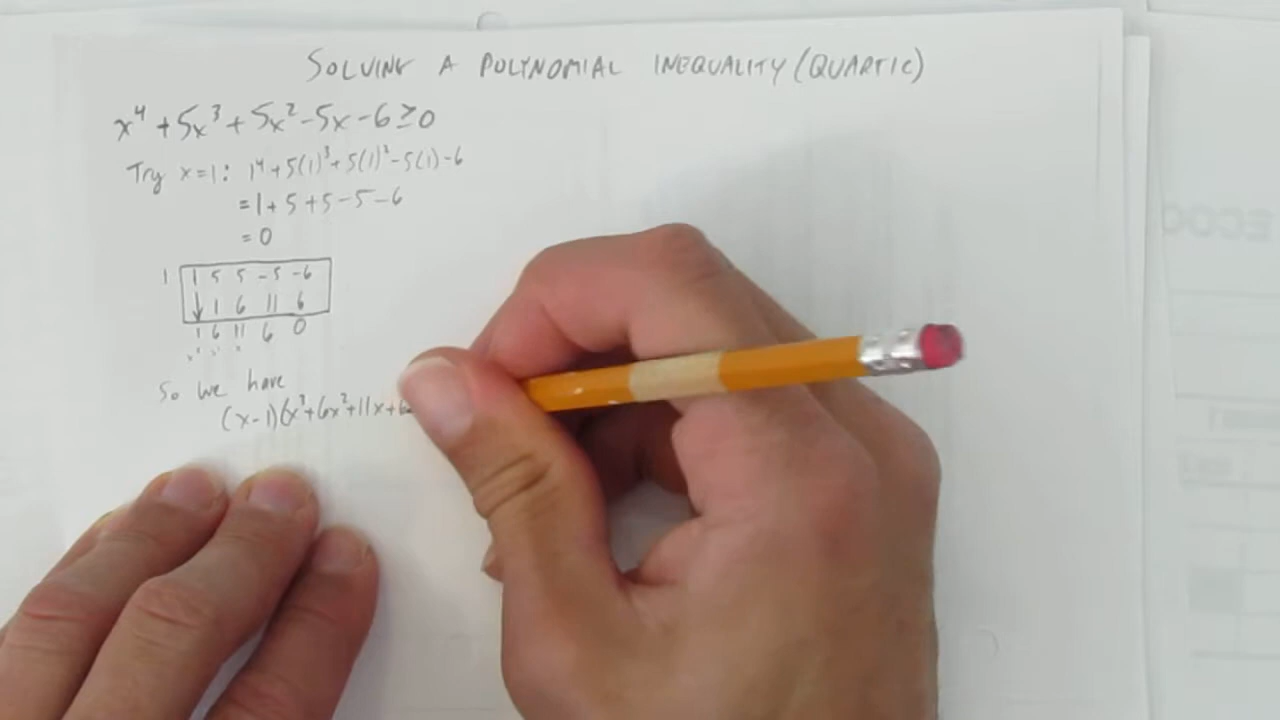 SOLVING A POLYNOMIAL INEQUALITY (QUARTIC)
x⁴ + 5x³ + 5x² - 5x - 6 ≥ 0
Try x=1: 1⁴ + 5(1)³ + 5(1)² - 5(1) - 6
= 1 + 5 + 5 - 5 - 6
= 0
1 1 5 5 -5 -6
↓ 1 6 11 6
1 6 11 6 0
So we have
(x-1)(x³+6x²+11x+6